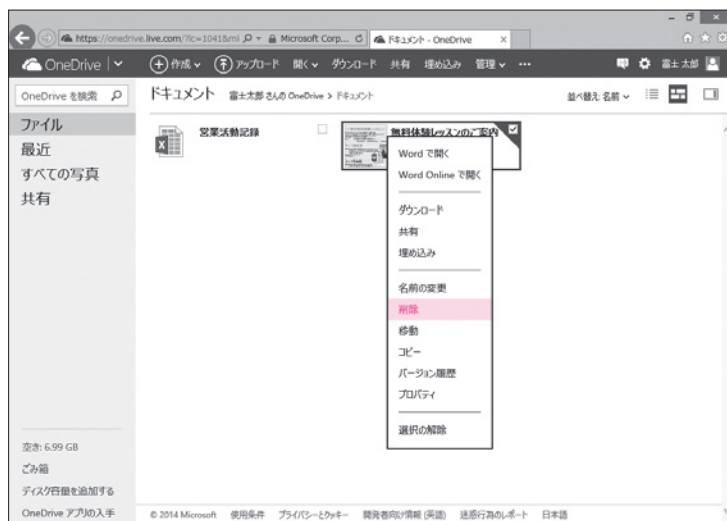 https://onedrive.live.com/?lc=1041&mi
Microsoft Corp...
ドキュメント - OneDrive
OneDrive
作成 アップロード 開く ダウンロード 共有 埋め込み 管理 ••• 富士太郎
OneDrive を検索
ドキュメント 富士太郎 さんの OneDrive > ドキュメント
並べ替え: 名前
ファイル
最近
すべての写真
共有
営業活動記録
無料体験レッスンのご案内
Word で開く
Word Online で開く
ダウンロード
共有
埋め込み
名前の変更
削除
移動
コピー
バージョン履歴
プロパティ
選択の解除
空き: 6.99 GB
ごみ箱
ディスク容量を追加する
OneDrive アプリの入手
© 2014 Microsoft 使用条件 プライバシーとクッキー 開発者向け情報 (英語) 迷惑行為のレポート 日本語